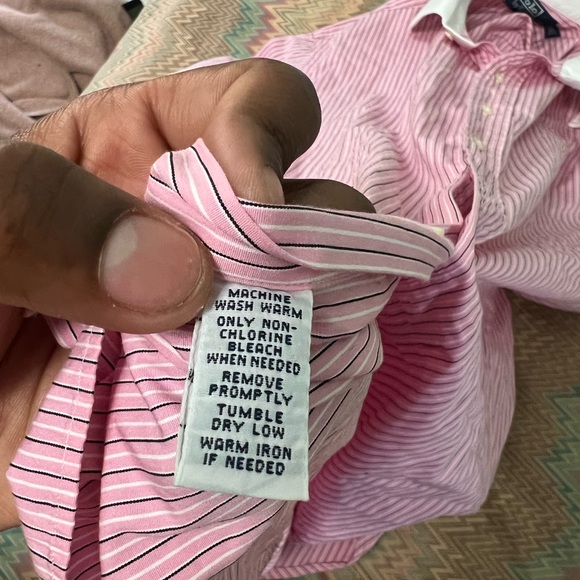 MACHINE
WASH WARM
ONLY NON-
CHLORINE
BLEACH
WHEN NEEDED
REMOVE
PROMPTLY
TUMBLE
DRY LOW
WARM IRON
IF NEEDED